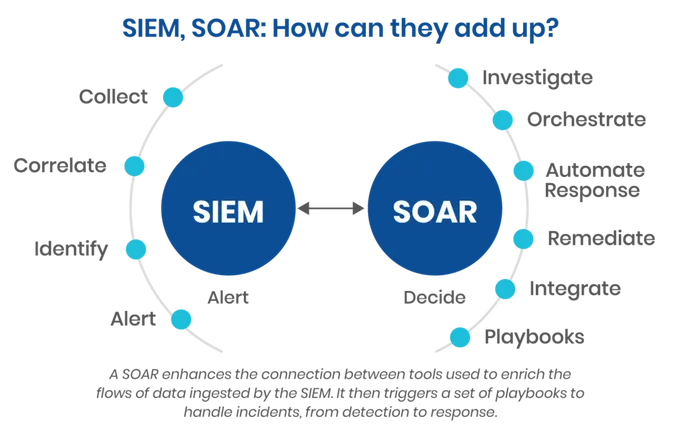 SIEM, SOAR: How can they add up?
Collect
Correlate
Identify
Alert
SIEM
Alert
SOAR
Decide
Investigate
Orchestrate
Automate
Response
Remediate
Integrate
Playbooks
A SOAR enhances the connection between tools used to enrich the
flows of data ingested by the SIEM. It then triggers a set of playbooks to
handle incidents, from detection to response.